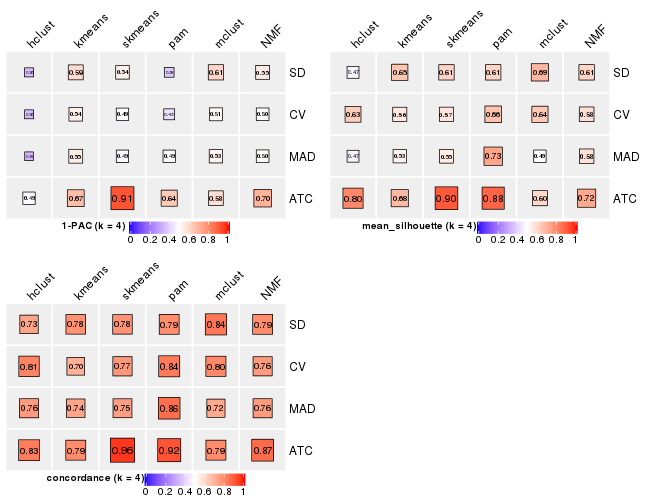 hclust kmeans skmeans pam mclust NMF
0.59 0.54 0.61 0.55 SD
0.54 0.49 0.43 0.51 0.50 CV
0.55 0.49 0.49 0.53 0.50 MAD
0.49 0.67 0.91 0.64 0.58 0.70 ATC
1-PAC (k = 4)
0 0.2 0.4 0.6 0.8 1
hclust kmeans skmeans pam mclust NMF
0.47 0.65 0.61 0.61 0.69 0.61 SD
0.63 0.56 0.57 0.66 0.64 0.58 CV
0.47 0.53 0.55 0.73 0.49 0.58 MAD
0.80 0.68 0.90 0.88 0.60 0.72 ATC
mean_silhouette (k = 4)
0 0.2 0.4 0.6 0.8 1
hclust kmeans skmeans pam mclust NMF
0.73 0.78 0.78 0.79 0.84 0.79 SD
0.81 0.70 0.77 0.84 0.80 0.76 CV
0.76 0.74 0.75 0.86 0.72 0.76 MAD
0.83 0.79 0.96 0.92 0.79 0.87 ATC
concordance (k = 4)
0 0.2 0.4 0.6 0.8 1